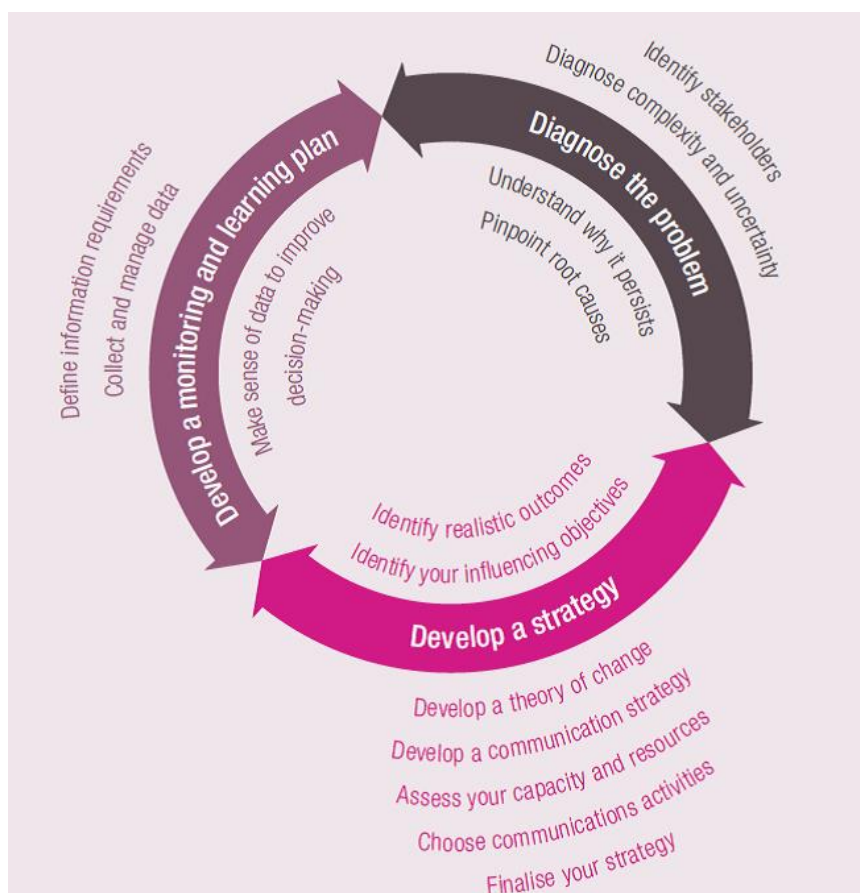 Identify stakeholders
Diagnose complexity and uncertainty
Diagnose the problem
Understand why it persists
Pinpoint root causes
Identify realistic outcomes
Identify your influencing objectives
Develop a strategy
Develop a theory of change
Develop a communication strategy
Assess your capacity and resources
Choose communications activities
Finalise your strategy
Define information requirements
Collect and manage data
Develop a monitoring and learning plan
Make sense of data to improve
decision-making